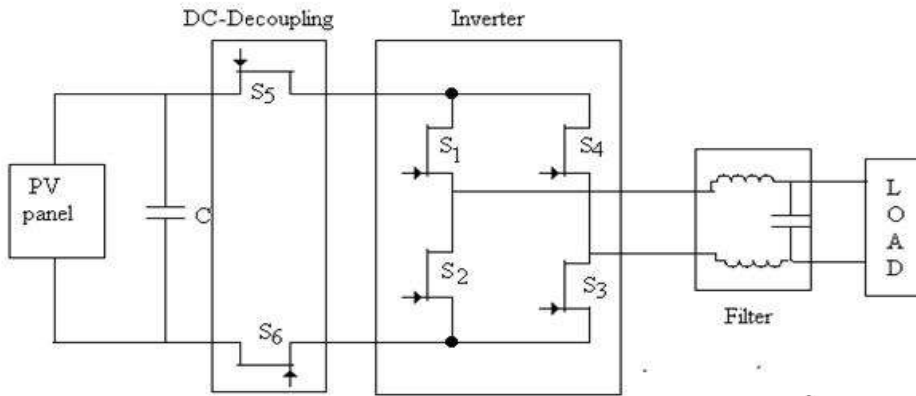 DC-Decoupling
Inverter
S5
S1
S4
PV
panel
C
S2
S3
S6
L
O
A
D
Filter